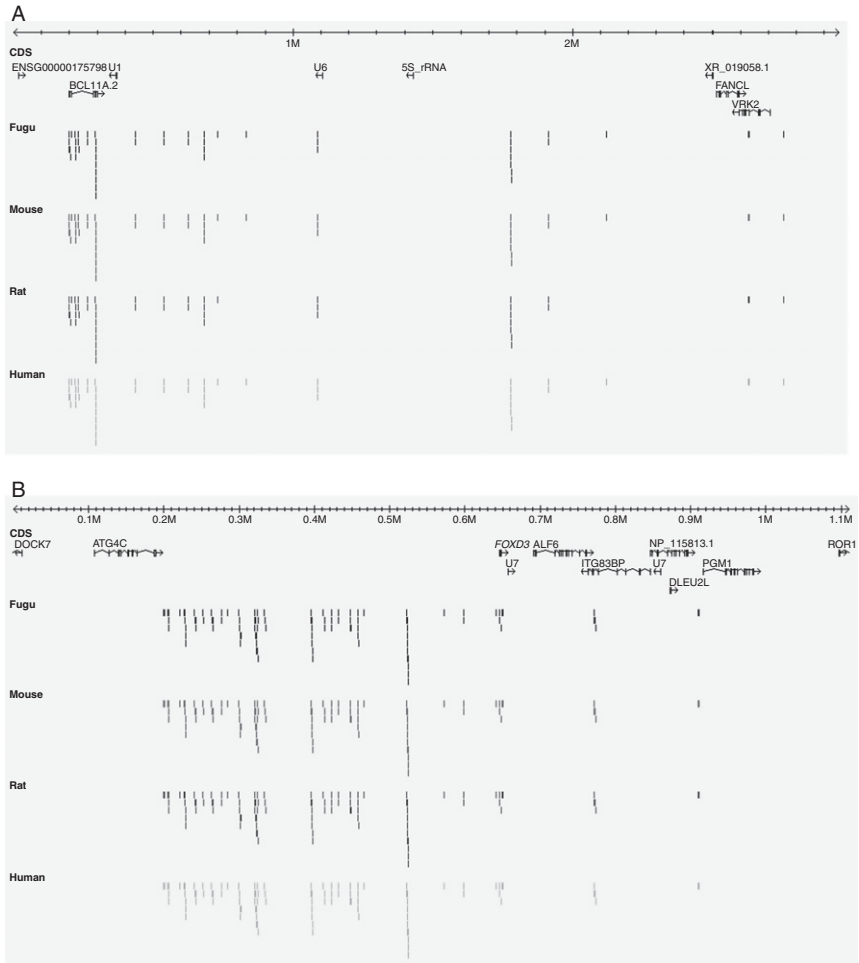 A
1M 2M
CDS
ENSG00000175798 U1 U6 5S_rRNA XR_019058.1
BCL11A.2 FANCL
VRK2
Fugu
Mouse
Rat
Human
B
0.1M 0.2M 0.3M 0.4M 0.5M 0.6M 0.7M 0.8M 0.9M 1M 1.1M
CDS
DOCK7 ATG4C FOXD3 ALF6 NP_115813.1 ROR1
U7 ITG83BP U7 PGM1
DLEU2L
Fugu
Mouse
Rat
Human